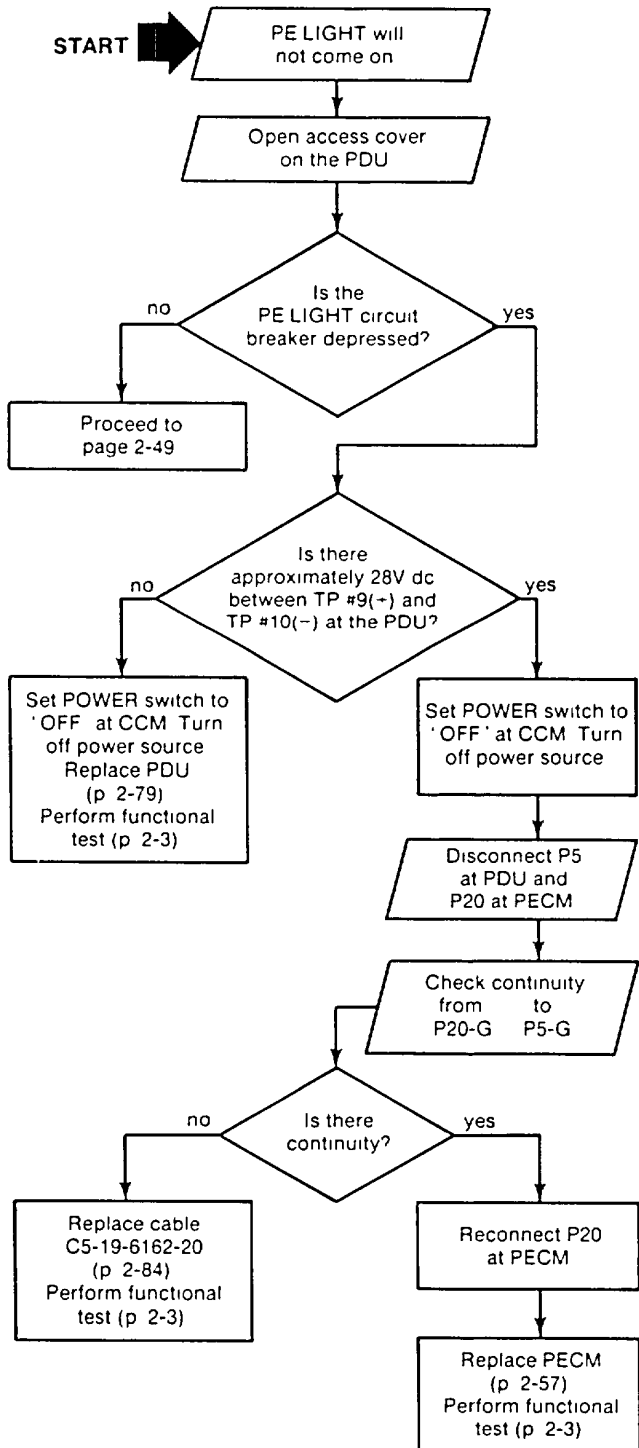 START
PE LIGHT will
not come on
Open access cover
on the PDU
Is the
PE LIGHT circuit
breaker depressed?
no
yes
Proceed to
page 2-49
Is there
approximately 28V dc
between TP #9(+) and
TP #10(−) at the PDU?
no
yes
Set POWER switch to
'OFF at CCM Turn
off power source
Replace PDU
(p 2-79)
Perform functional
test (p 2-3)
Set POWER switch to
'OFF' at CCM Turn
off power source
Disconnect P5
at PDU and
P20 at PECM
Check continuity
from to
P20-G P5-G
Is there
continuity?
no
yes
Replace cable
C5-19-6162-20
(p 2-84)
Perform functional
test (p 2-3)
Reconnect P20
at PECM
Replace PECM
(p 2-57)
Perform functional
test (p 2-3)